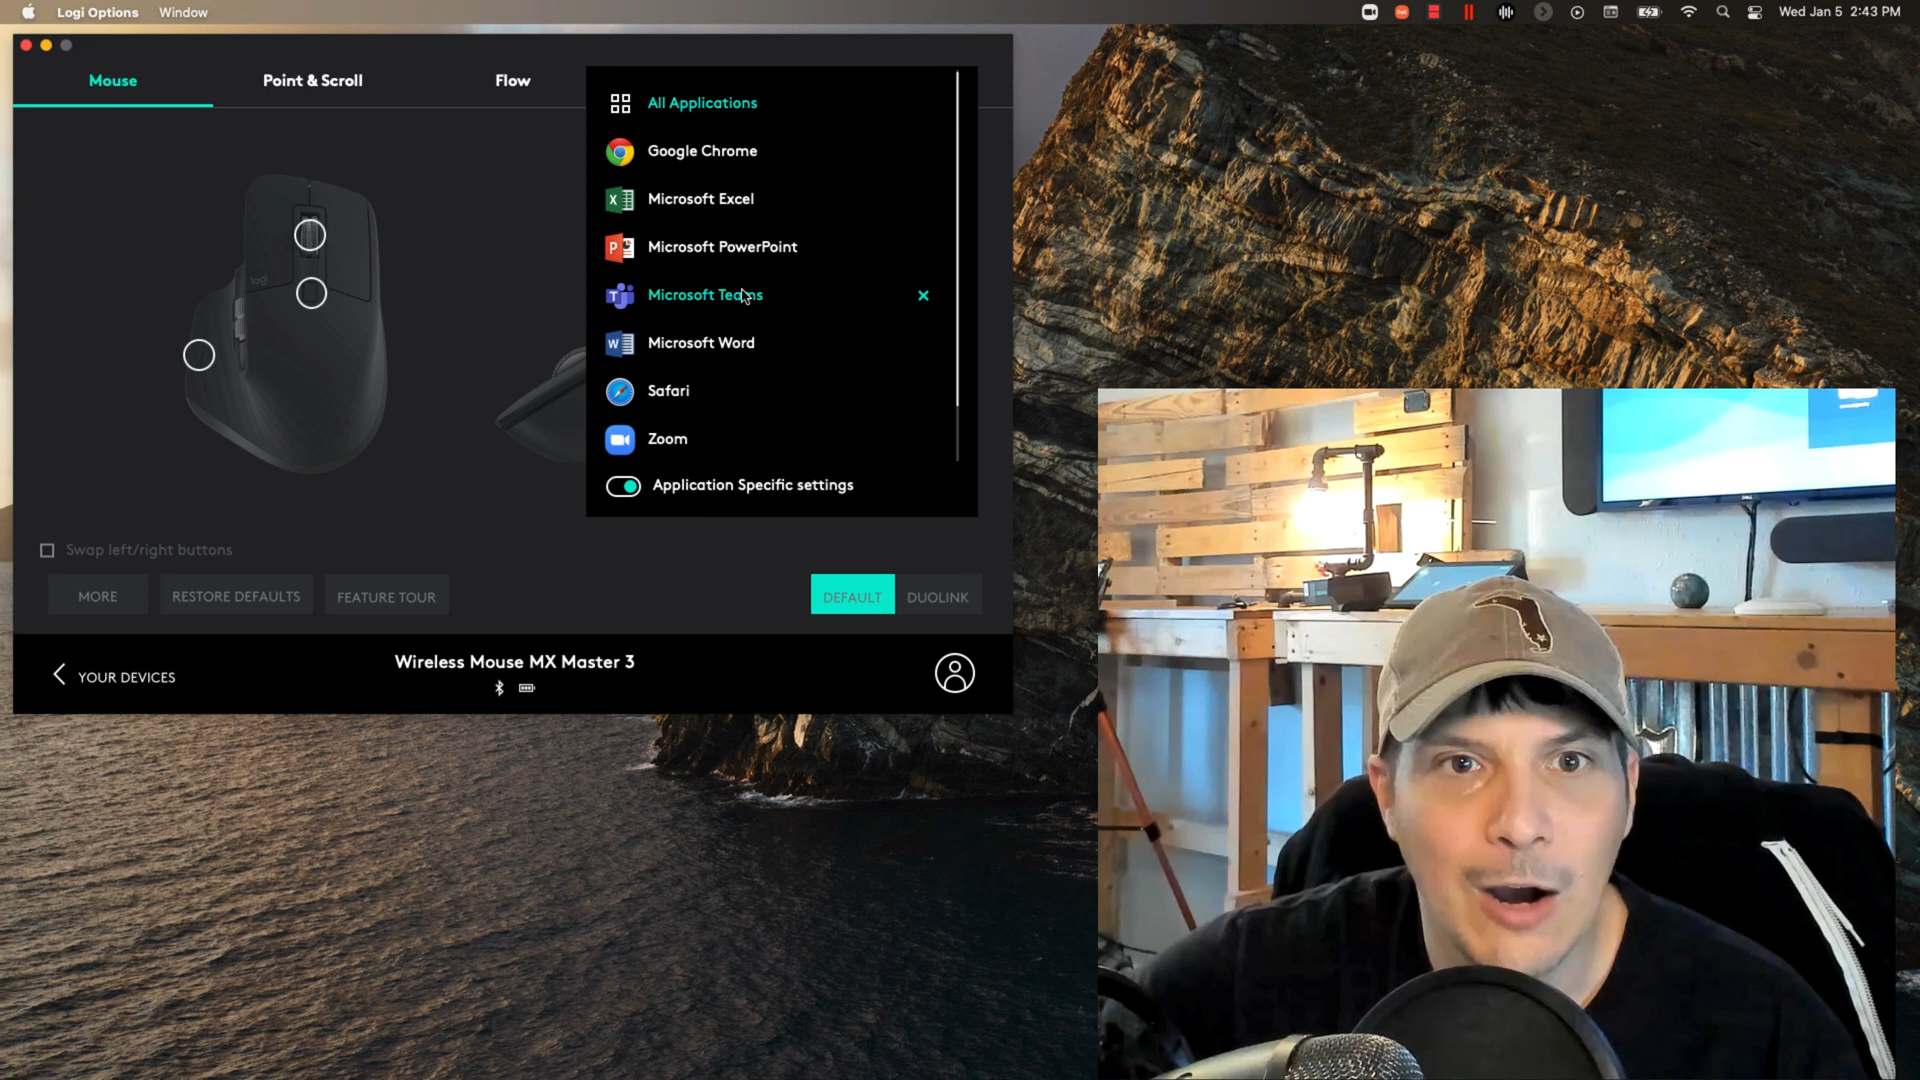 Logi Options Window
Wed Jan 5 2:43 PM
Mouse Point & Scroll Flow
All Applications
Google Chrome
Microsoft Excel
Microsoft PowerPoint
Microsoft Teams
Microsoft Word
Safari
Zoom
Application Specific settings
logi
Swap left/right buttons
MORE RESTORE DEFAULTS FEATURE TOUR DEFAULT DUOLINK
YOUR DEVICES
Wireless Mouse MX Master 3
DELL